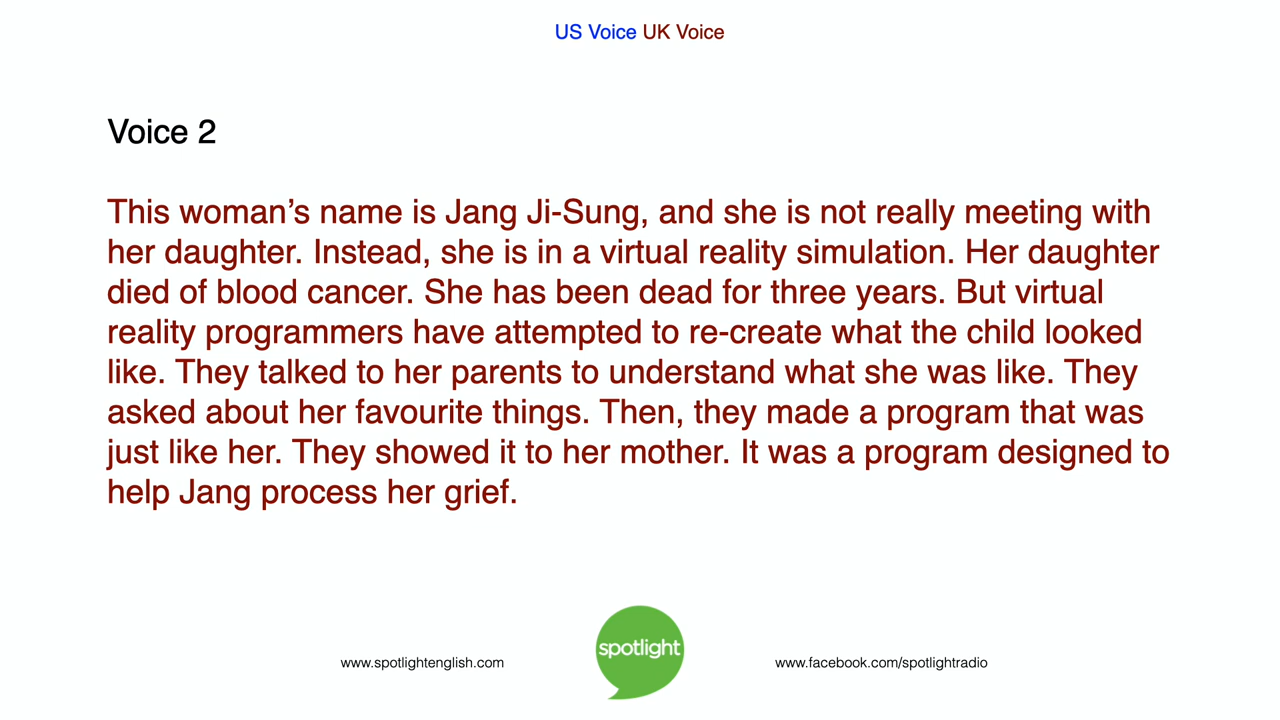 US Voice UK Voice
Voice 2
This woman’s name is Jang Ji-Sung, and she is not really meeting with
her daughter. Instead, she is in a virtual reality simulation. Her daughter
died of blood cancer. She has been dead for three years. But virtual
reality programmers have attempted to re-create what the child looked
like. They talked to her parents to understand what she was like. They
asked about her favourite things. Then, they made a program that was
just like her. They showed it to her mother. It was a program designed to
help Jang process her grief.
www.spotlightenglish.com
spotlight
www.facebook.com/spotlightradio